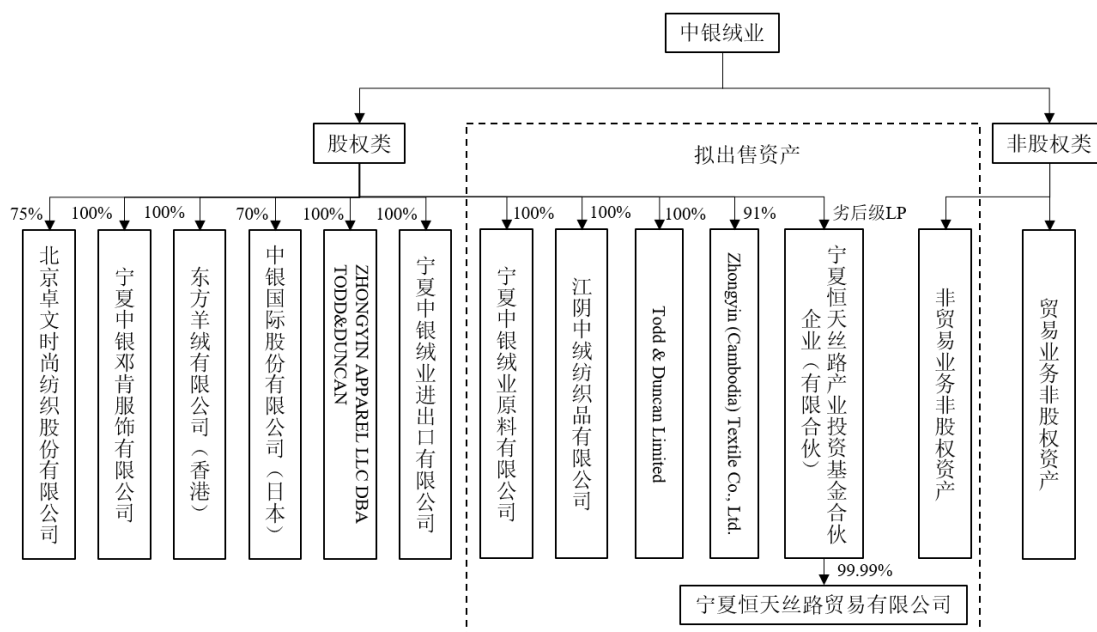 中银绒业
股权类
拟出售资产
非股权类
75%
100%
100%
70%
100%
100%
100%
100%
100%
91%
劣后级LP
北京卓文时尚纺织股份有限公司
宁夏中银邓肯服饰有限公司
东方羊绒有限公司（香港）
中银国际股份有限公司（日本）
ZHONGYIN APPAREL LLC DBA
TODD&DUNCAN
宁夏中银绒业进出口有限公司
宁夏中银绒业原料有限公司
江阴中绒纺织品有限公司
Todd & Duncan Limited
Zhongyin (Cambodia) Textile Co., Ltd.
宁夏恒天丝路产业投资基金合伙
企业（有限合伙）
非贸易业务非股权资产
贸易业务非股权资产
99.99%
宁夏恒天丝路贸易有限公司